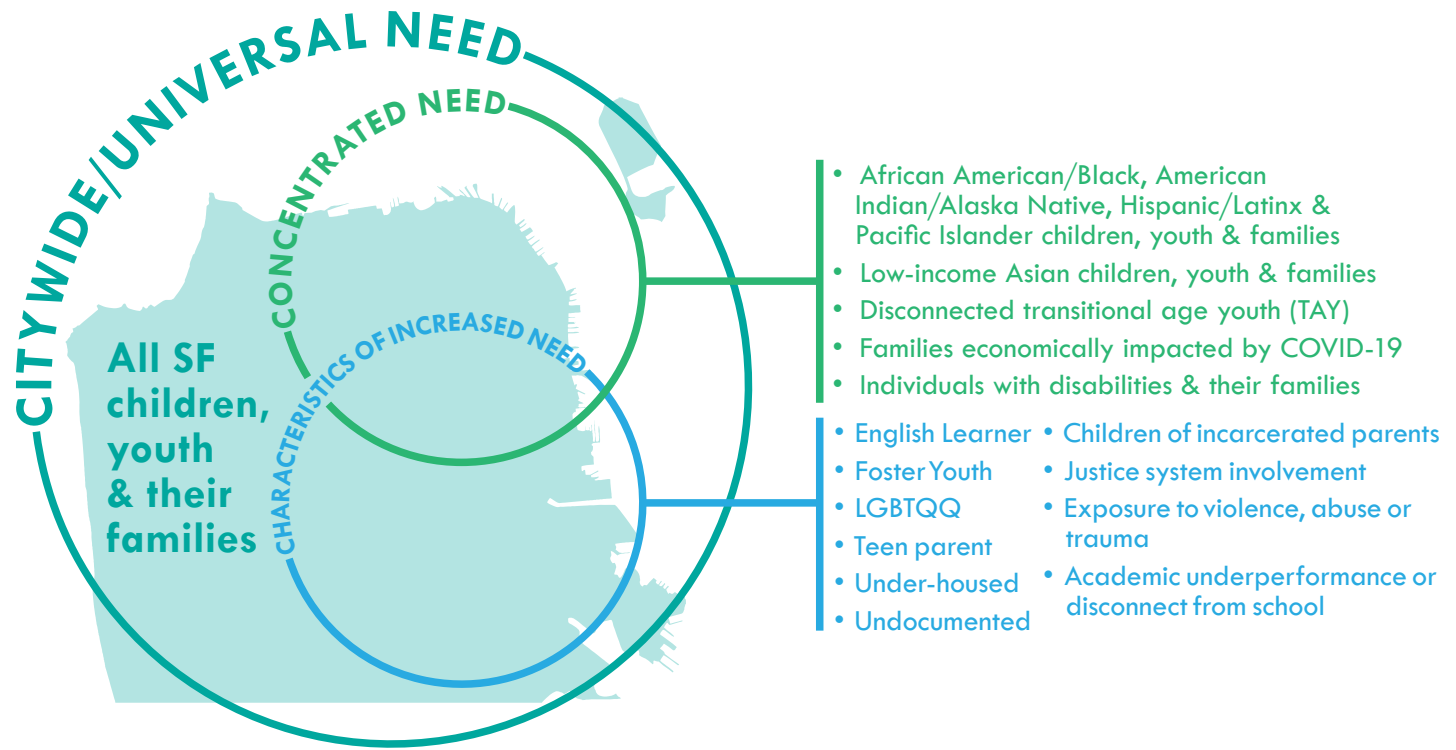 CITYWIDE/UNIVERSAL NEED
CONCENTRATED NEED
CHARACTERISTICS OF INCREASED NEED
All SF
children,
youth
& their
families
• African American/Black, American
Indian/Alaska Native, Hispanic/Latinx &
Pacific Islander children, youth & families
• Low-income Asian children, youth & families
• Disconnected transitional age youth (TAY)
• Families economically impacted by COVID-19
• Individuals with disabilities & their families
• English Learner
• Foster Youth
• LGBTQQ
• Teen parent
• Under-housed
• Undocumented
• Children of incarcerated parents
• Justice system involvement
• Exposure to violence, abuse or
trauma
• Academic underperformance or
disconnect from school